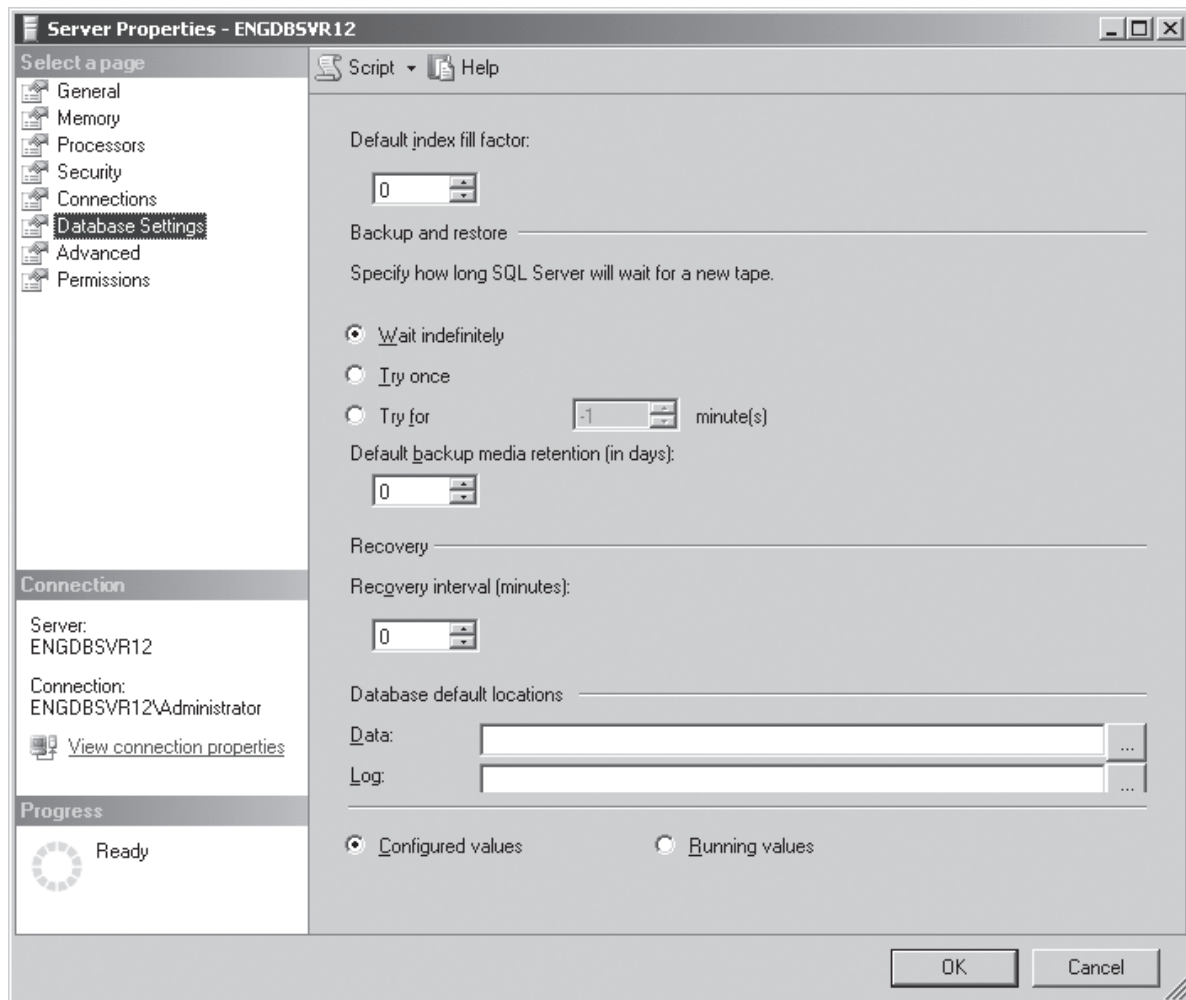 Server Properties - ENGDBSVR12
Select a page
General
Memory
Processors
Security
Connections
Database Settings
Advanced
Permissions
Connection
Server:
ENGDBSVR12
Connection:
ENGDBSVR12\Administrator
View connection properties
Progress
Ready
Script
Help
Default index fill factor:
0
Backup and restore
Specify how long SQL Server will wait for a new tape.
Wait indefinitely
Try once
Try for -1 minute(s)
Default backup media retention (in days):
0
Recovery
Recovery interval (minutes):
0
Database default locations
Data: ...
Log: ...
Configured values Running values
OK Cancel